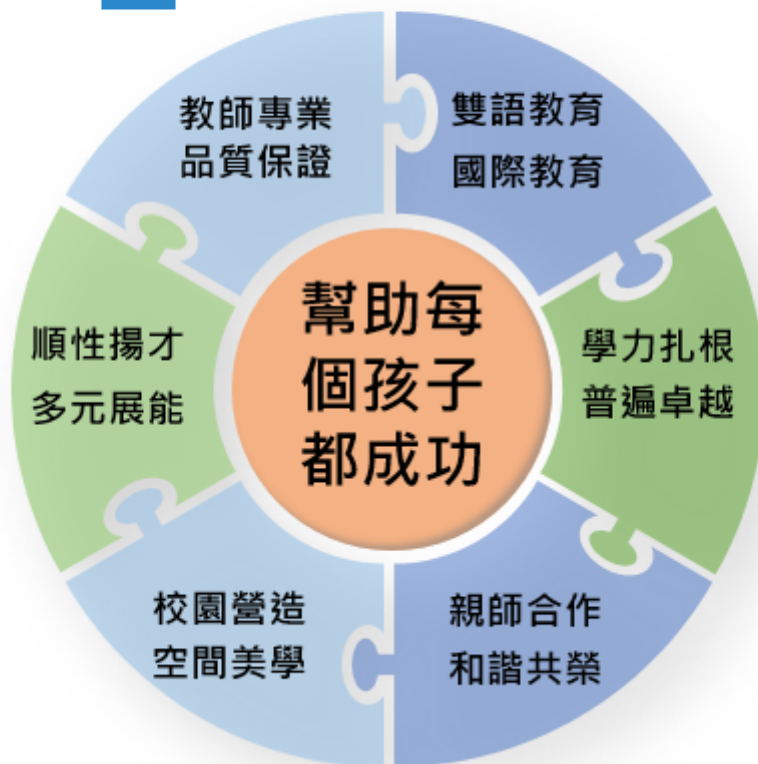 教師專業
品質保證
雙語教育
國際教育
順性揚才
多元展能
幫助每
個孩子
都成功
學力扎根
普遍卓越
校園營造
空間美學
親師合作
和諧共榮